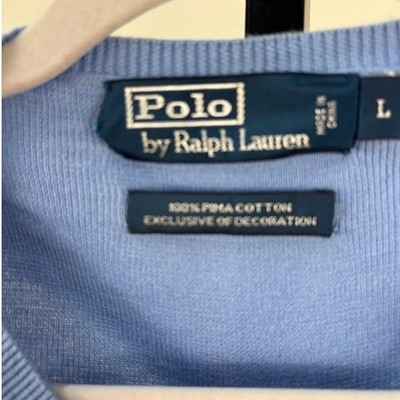 Polo
by Ralph Lauren
MADE IN
CHINA
L
100% PIMA COTTON
EXCLUSIVE OF DECORATION